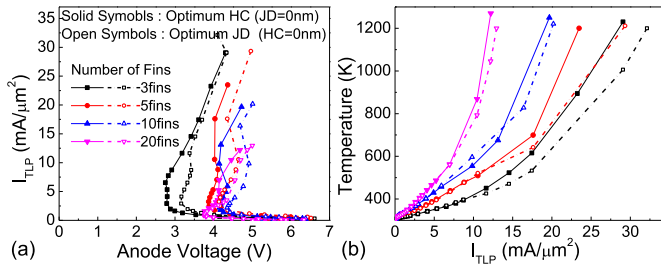 Solid Symobls : Optimum HC (JD=0nm)
Open Symbols : Optimum JD (HC=0nm)
Number of Fins
3fins
5fins
10fins
20fins
I_TLP (mA/μm²)
35
30
25
20
15
10
5
0
0 1 2 3 4 5 6 7
Anode Voltage (V)
(a)
Temperature (K)
1200
1000
800
600
400
0 5 10 15 20 25 30
I_TLP (mA/μm²)
(b)